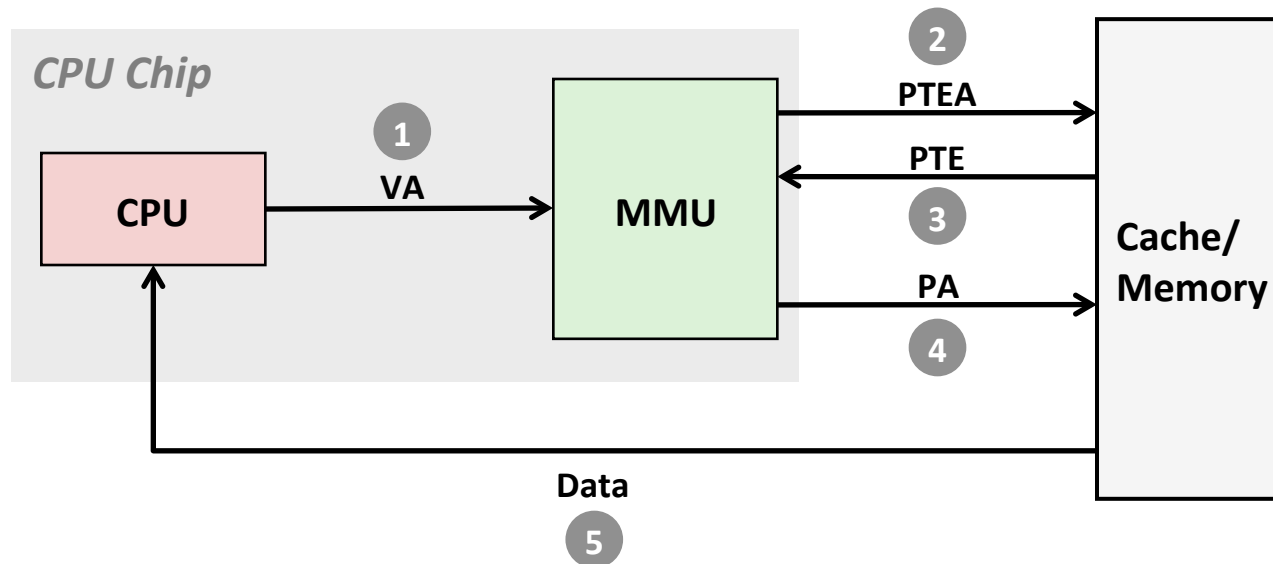 CPU Chip
2
PTEA
1
VA
PTE
CPU
MMU
3
Cache/
Memory
PA
4
Data
5